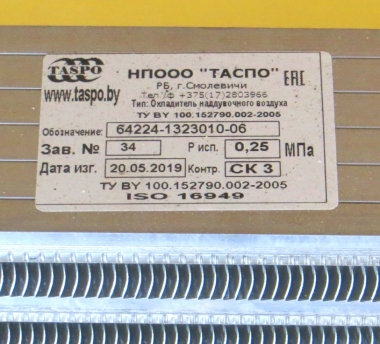 TASPO
НПООО "ТАСПО"
EAC
РБ, г.Смолевичи
www.taspo.by
Тел./ф +375(17)2803966
Тип: Охладитель наддувочного воздуха
ТУ BY 100.152790.002-2005
Обозначение: 64224-1323010-06
Зав. № 34 Р исп. 0,25 МПа
Дата изг. 20.05.2019 Контр. СК 3
ТУ BY 100.152790.002-2005
ISO 16949